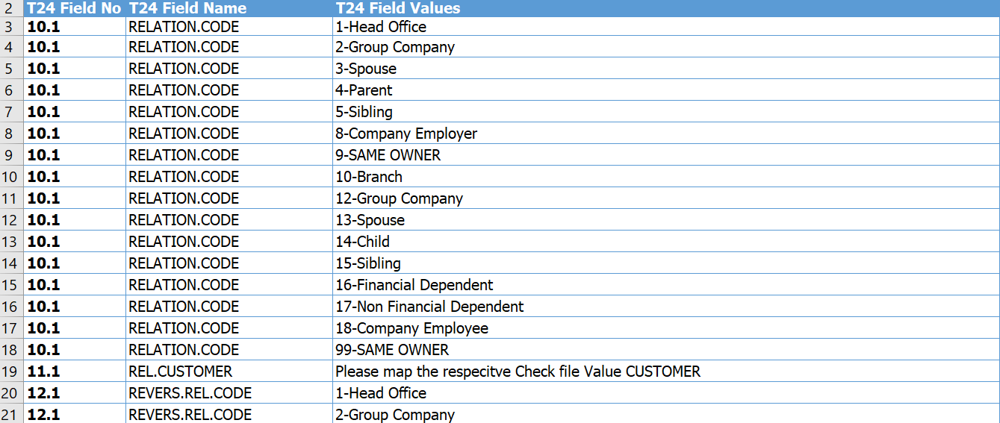 2 T24 Field No T24 Field Name T24 Field Values
3 10.1 RELATION.CODE 1-Head Office
4 10.1 RELATION.CODE 2-Group Company
5 10.1 RELATION.CODE 3-Spouse
6 10.1 RELATION.CODE 4-Parent
7 10.1 RELATION.CODE 5-Sibling
8 10.1 RELATION.CODE 8-Company Employer
9 10.1 RELATION.CODE 9-SAME OWNER
10 10.1 RELATION.CODE 10-Branch
11 10.1 RELATION.CODE 12-Group Company
12 10.1 RELATION.CODE 13-Spouse
13 10.1 RELATION.CODE 14-Child
14 10.1 RELATION.CODE 15-Sibling
15 10.1 RELATION.CODE 16-Financial Dependent
16 10.1 RELATION.CODE 17-Non Financial Dependent
17 10.1 RELATION.CODE 18-Company Employee
18 10.1 RELATION.CODE 99-SAME OWNER
19 11.1 REL.CUSTOMER Please map the respecitve Check file Value CUSTOMER
20 12.1 REVERS.REL.CODE 1-Head Office
21 12.1 REVERS.REL.CODE 2-Group Company